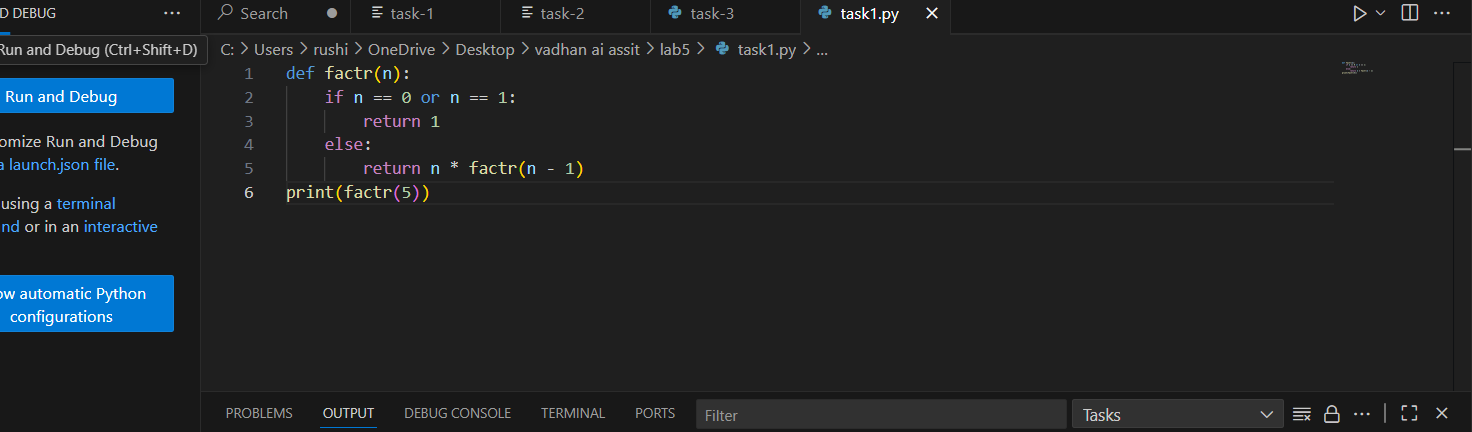 D DEBUG ···
Search
task-1
task-2
task-3
task1.py
Run and Debug (Ctrl+Shift+D)
C: > Users > rushi > OneDrive > Desktop > vadhan ai assit > lab5 > task1.py > ...
Run and Debug
omize Run and Debug
a launch.json file.
using a terminal
nd or in an interactive
ow automatic Python
configurations
1 def factr(n):
2     if n == 0 or n == 1:
3         return 1
4     else:
5         return n * factr(n - 1)
6 print(factr(5))
PROBLEMS OUTPUT DEBUG CONSOLE TERMINAL PORTS Filter Tasks